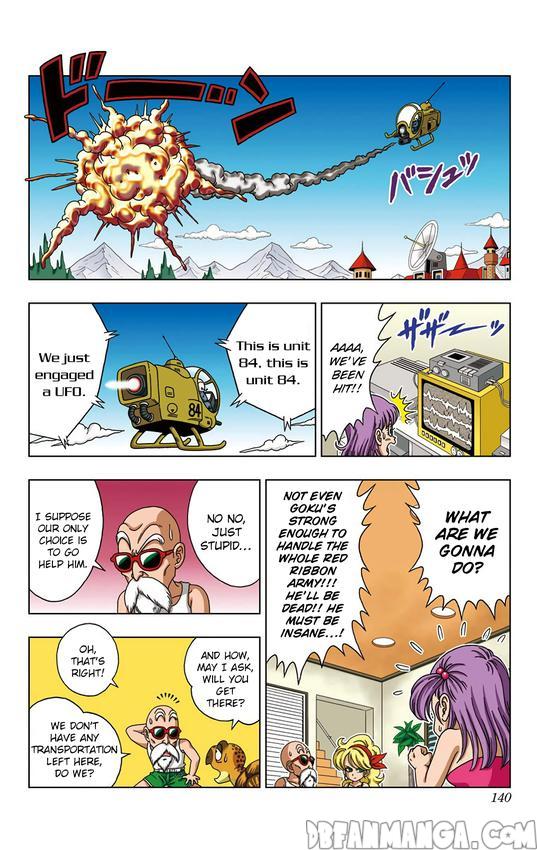 ドーーン
バシュッ
AAAA,
WE'VE
BEEN
HIT!!
ザザーーッ
This is unit
84, this is
unit 84.
We just
engaged
a UFO.
84
WHAT
ARE WE
GONNA
DO?
NOT EVEN
GOKU'S
STRONG
ENOUGH TO
HANDLE THE
WHOLE RED
RIBBON
ARMY!!!
HE'LL BE
DEAD!! HE
MUST BE
INSANE...!
NO NO,
JUST
STUPID...
I SUPPOSE
OUR ONLY
CHOICE
IS TO
GO HELP
HIM.
AND HOW,
MAY I ASK,
WILL YOU
GET
THERE?
OH,
THAT'S
RIGHT!
WE DON'T
HAVE ANY
TRANSPORTATION
LEFT HERE,
DO WE?
140
DBFANMANGA.COM